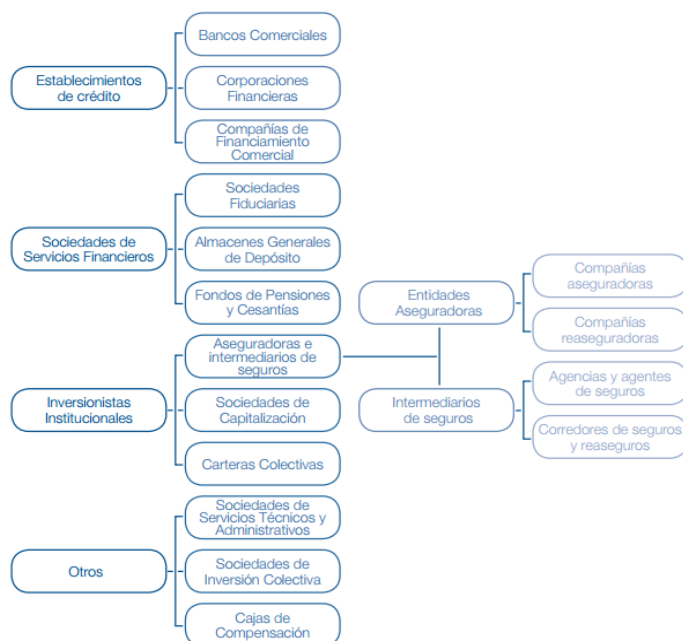 Establecimientos
de crédito
Bancos Comerciales
Corporaciones
Financieras
Compañías de
Financiamiento
Comercial
Sociedades de
Servicios Financieros
Sociedades
Fiduciarias
Almacenes Generales
de Depósito
Fondos de Pensiones
y Cesantías
Inversionistas
Institucionales
Aseguradoras e
intermediarios de
seguros
Sociedades de
Capitalización
Carteras Colectivas
Entidades
Aseguradoras
Compañías
aseguradoras
Compañías
reaseguradoras
Intermediarios
de seguros
Agencias y agentes
de seguros
Corredores de seguros
y reaseguros
Otros
Sociedades de
Servicios Técnicos y
Administrativos
Sociedades de
Inversión Colectiva
Cajas de
Compensación